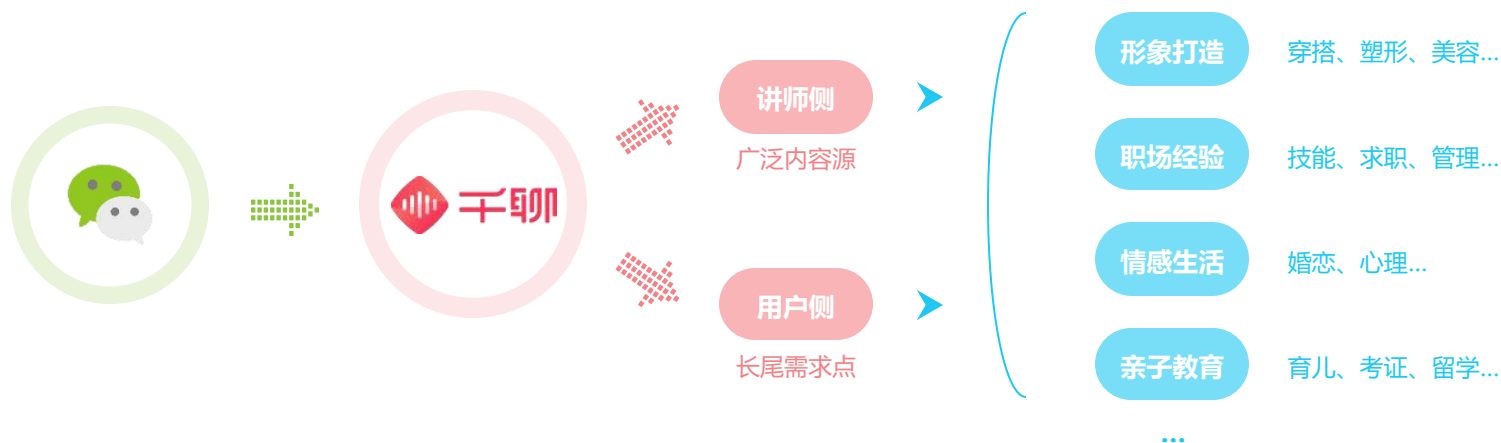 千聊
讲师侧
广泛内容源
用户侧
长尾需求点
形象打造
穿搭、塑形、美容...
职场经验
技能、求职、管理...
情感生活
婚恋、心理...
亲子教育
育儿、考证、留学...
...